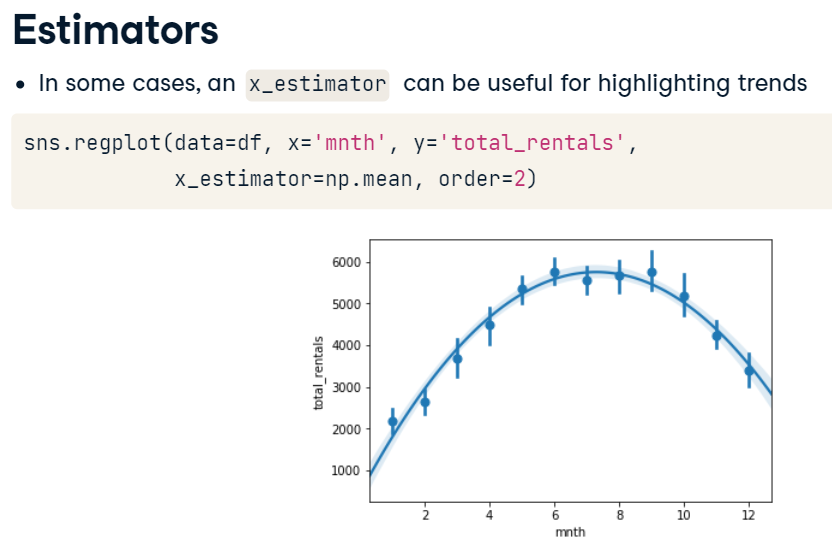 Estimators
• In some cases, an x_estimator can be useful for highlighting trends
sns.regplot(data=df, x='mnth', y='total_rentals',
x_estimator=np.mean, order=2)
6000
5000
4000
3000
2000
1000
total_rentals
2 4 6 8 10 12
mnth